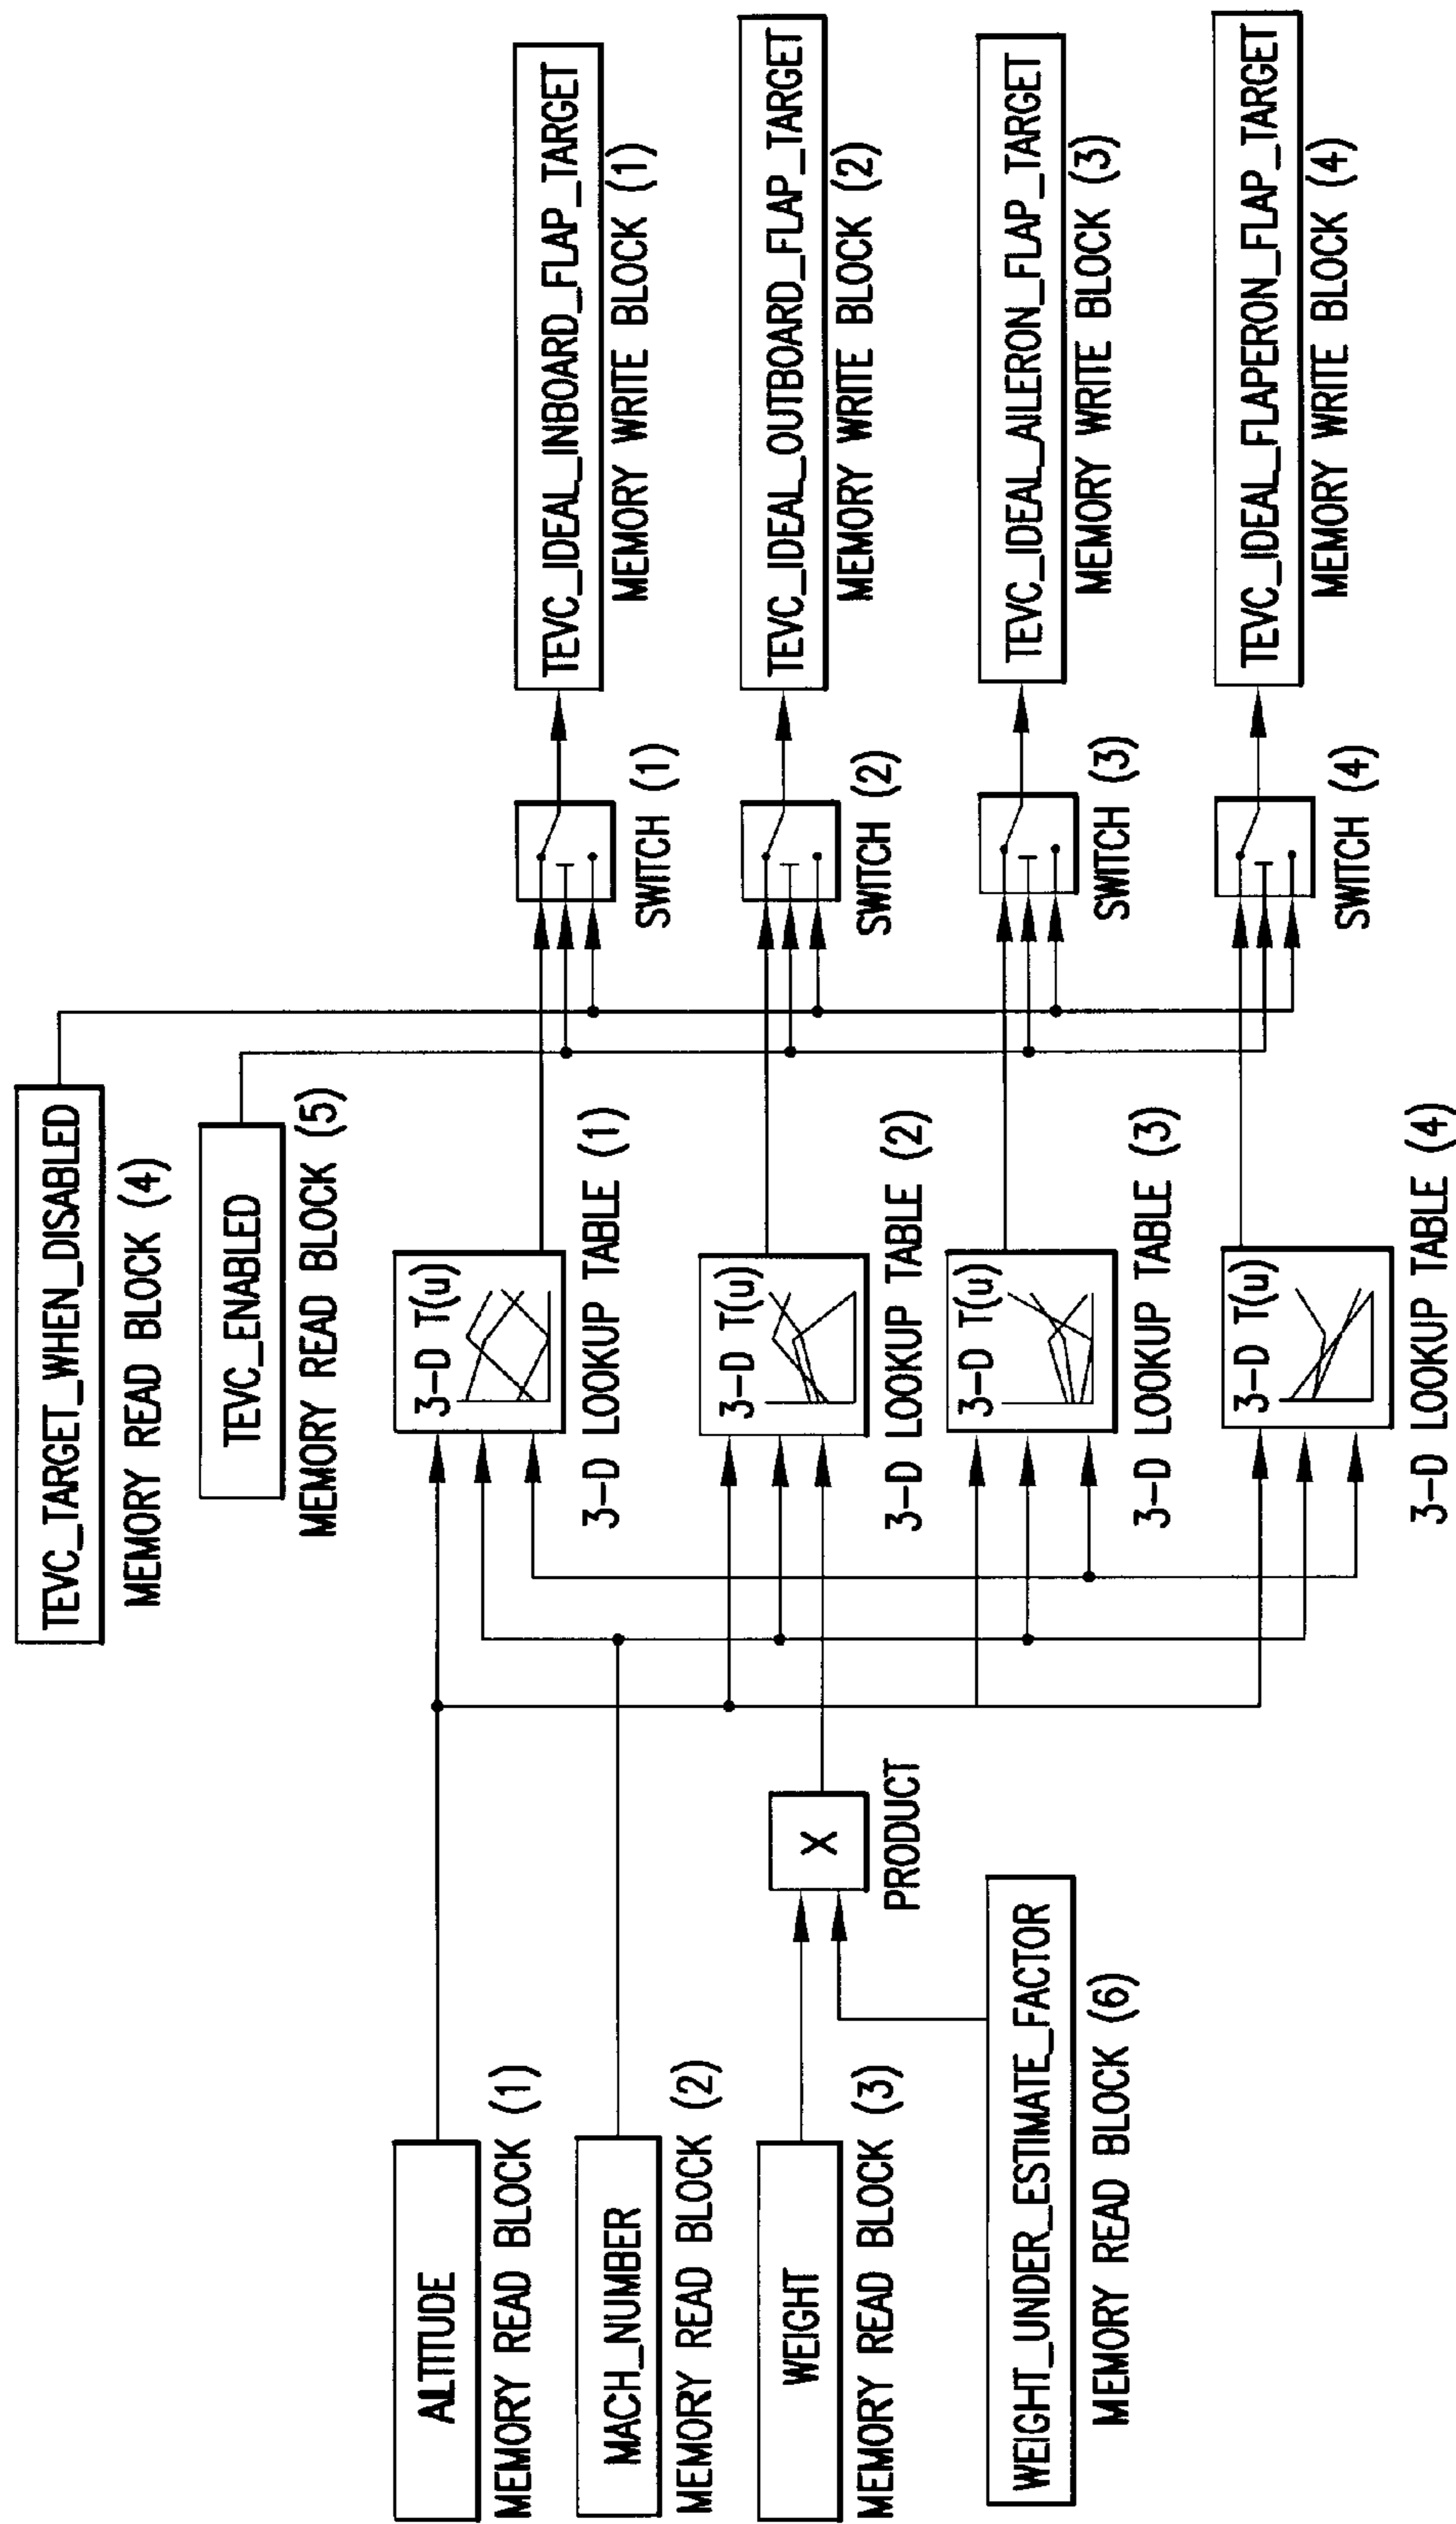 TEVC_TARGET_WHEN_DISABLED
MEMORY READ BLOCK (4)
TEVC_ENABLED
MEMORY READ BLOCK (5)
ALTITUDE
MEMORY READ BLOCK (1)
3-D T(u)
3-D LOOKUP TABLE (1)
SWITCH (1)
TEVC_IDEAL_INBOARD_FLAP_TARGET
MEMORY WRITE BLOCK (1)
MACH_NUMBER
MEMORY READ BLOCK (2)
3-D T(u)
3-D LOOKUP TABLE (2)
SWITCH (2)
TEVC_IDEAL_OUTBOARD_FLAP_TARGET
MEMORY WRITE BLOCK (2)
WEIGHT
MEMORY READ BLOCK (3)
X
PRODUCT
3-D T(u)
3-D LOOKUP TABLE (3)
SWITCH (3)
TEVC_IDEAL_AILERON_FLAP_TARGET
MEMORY WRITE BLOCK (3)
WEIGHT_UNDER_ESTIMATE_FACTOR
MEMORY READ BLOCK (6)
3-D T(u)
3-D LOOKUP TABLE (4)
SWITCH (4)
TEVC_IDEAL_FLAPERON_FLAP_TARGET
MEMORY WRITE BLOCK (4)